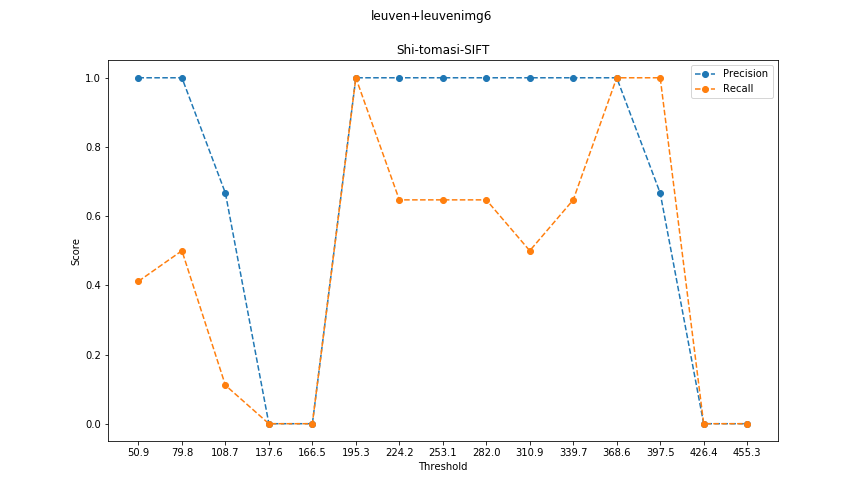 leuven+leuvenimg6
Shi-tomasi-SIFT
Precision
Recall
1.0
0.8
0.6
0.4
0.2
0.0
Score
50.9 79.8 108.7 137.6 166.5 195.3 224.2 253.1 282.0 310.9 339.7 368.6 397.5 426.4 455.3
Threshold